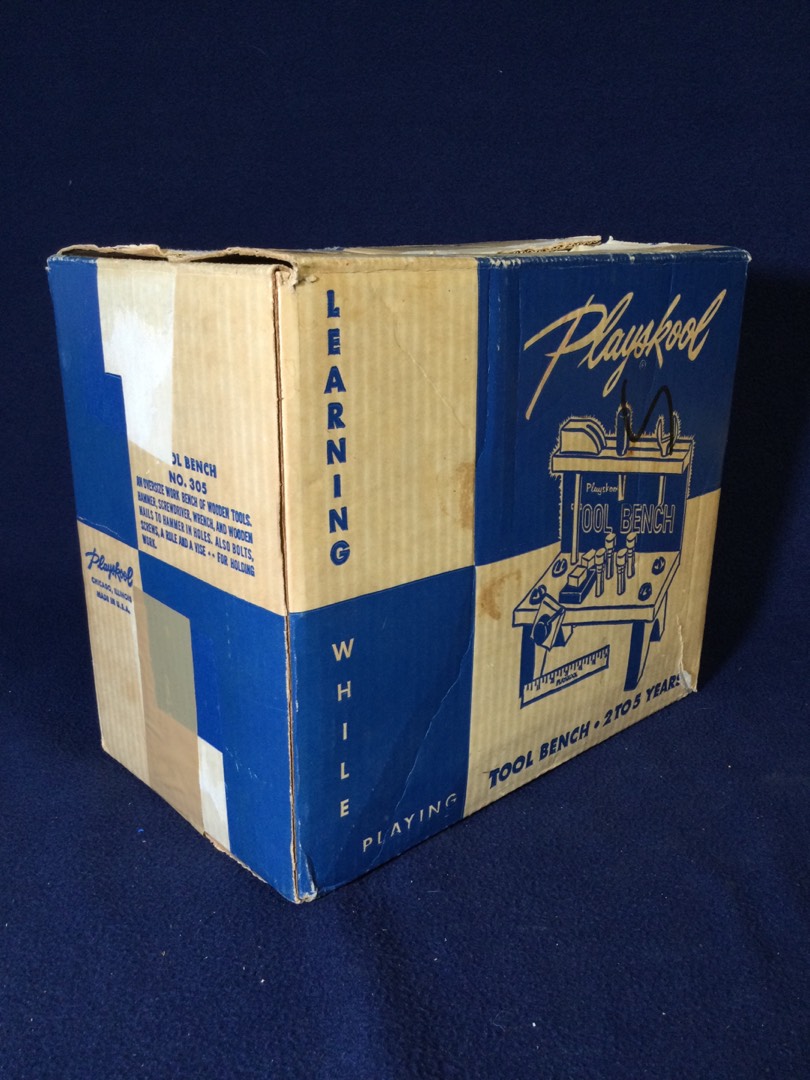 LEARNING
WHILE
PLAYING
Playskool
Playskool
TOOL BENCH
TOOL BENCH • 2 TO 5 YEARS
OL BENCH
NO. 305
AN OVERSIZE WORK BENCH OF WOODEN TOOLS.
HAMMER, SCREWDRIVER, WRENCH, AND WOODEN
NAILS TO HAMMER IN HOLES. ALSO BOLTS,
SCREWS, A RULE AND A VISE •• FOR HOLDING
WORK.
Playskool
CHICAGO, ILLINOIS
MADE IN U.S.A.